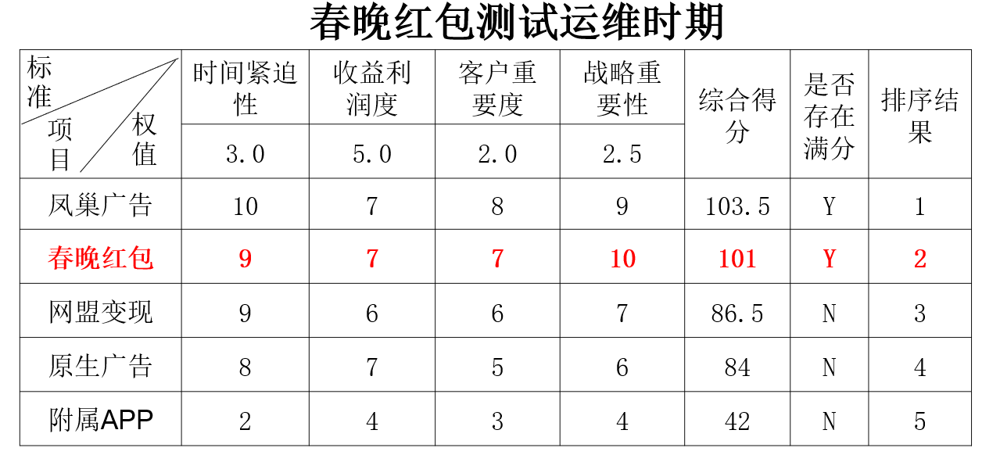 春晚红包测试运维时期
标准
项目
权值
时间紧迫性
收益利润度
客户重要度
战略重要性
综合得分
是否存在满分
排序结果
3.0 5.0 2.0 2.5
凤巢广告 10 7 8 9 103.5 Y 1
春晚红包 9 7 7 10 101 Y 2
网盟变现 9 6 6 7 86.5 N 3
原生广告 8 7 5 6 84 N 4
附属APP 2 4 3 4 42 N 5